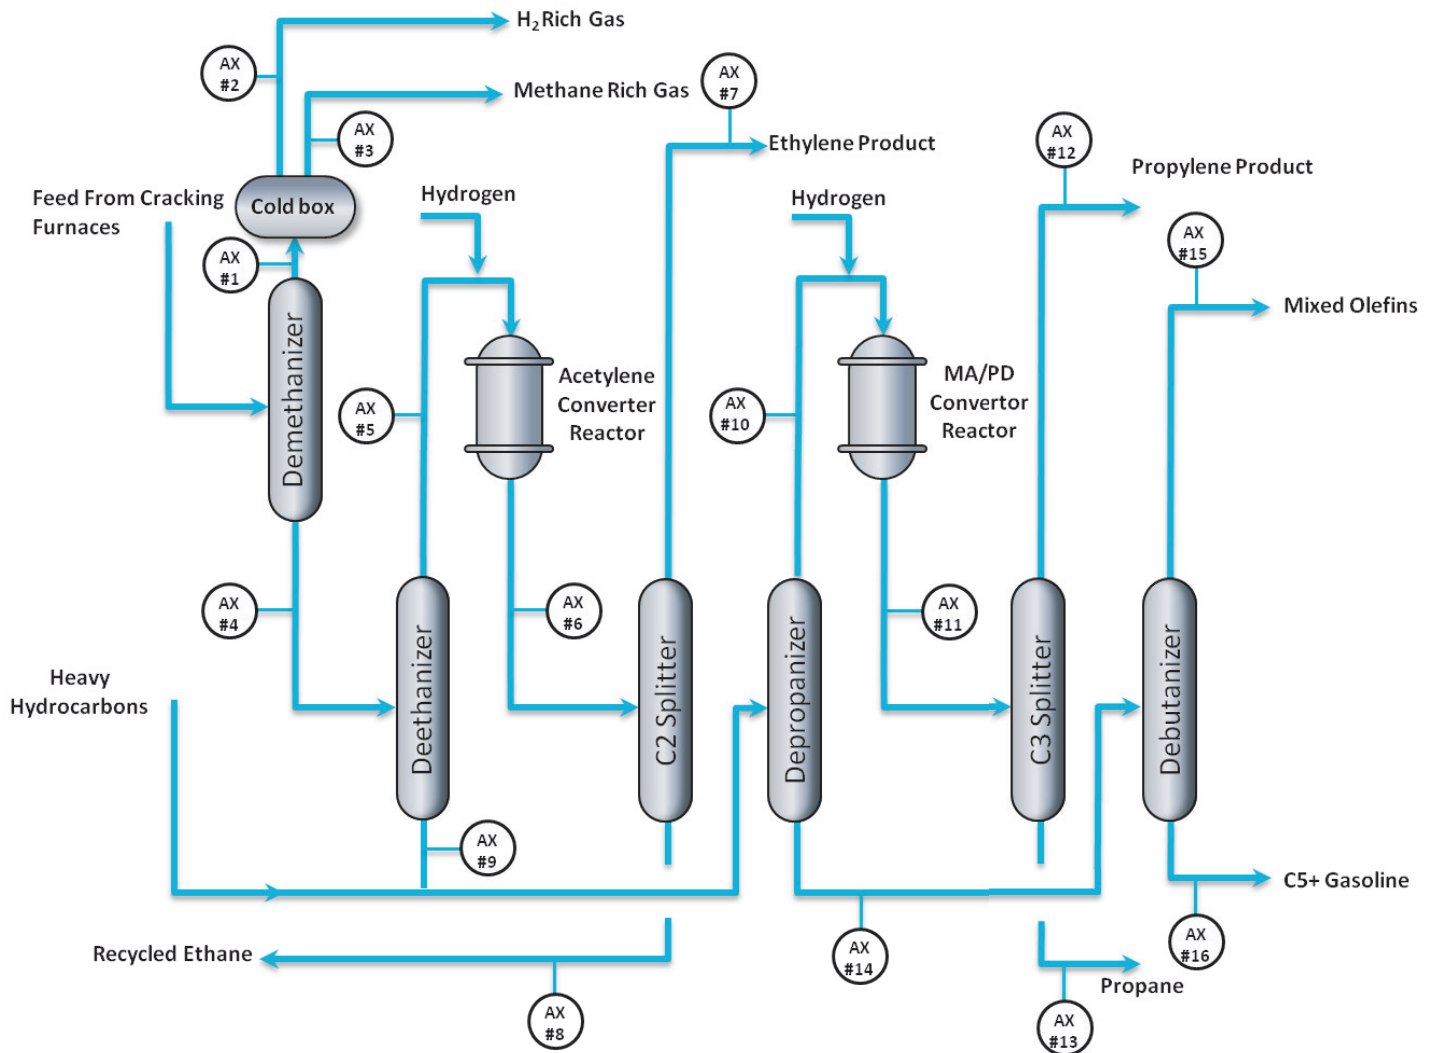 H2 Rich Gas
AX
#2
Methane Rich Gas
AX
#7
AX
#3
Ethylene Product
AX
#12
Propylene Product
Feed From Cracking
Furnaces
Cold box
Hydrogen
Hydrogen
AX
#15
AX
#1
Mixed Olefins
Demethanizer
Acetylene
Converter
Reactor
MA/PD
Convertor
Reactor
AX
#5
AX
#10
AX
#4
AX
#6
AX
#11
Heavy
Hydrocarbons
Deethanizer
C2 Splitter
Depropanizer
C3 Splitter
Debutanizer
AX
#9
C5+ Gasoline
Recycled Ethane
AX
#14
AX
#16
Propane
AX
#8
AX
#13